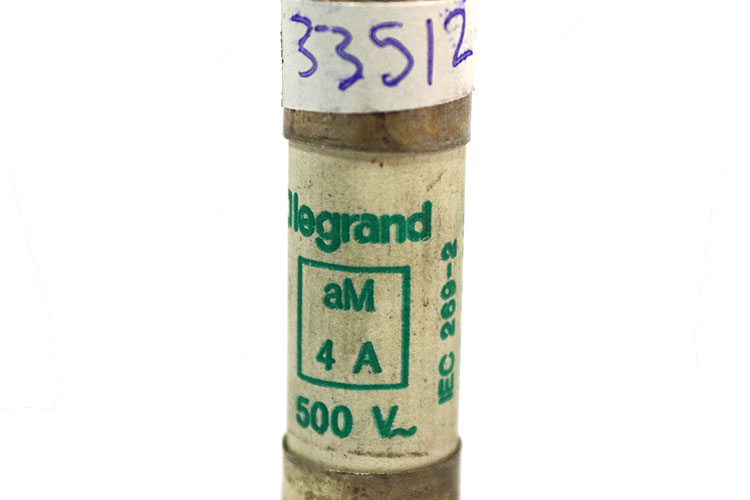 33512
legrand
aM
4 A
500 V~
IEC 269-2